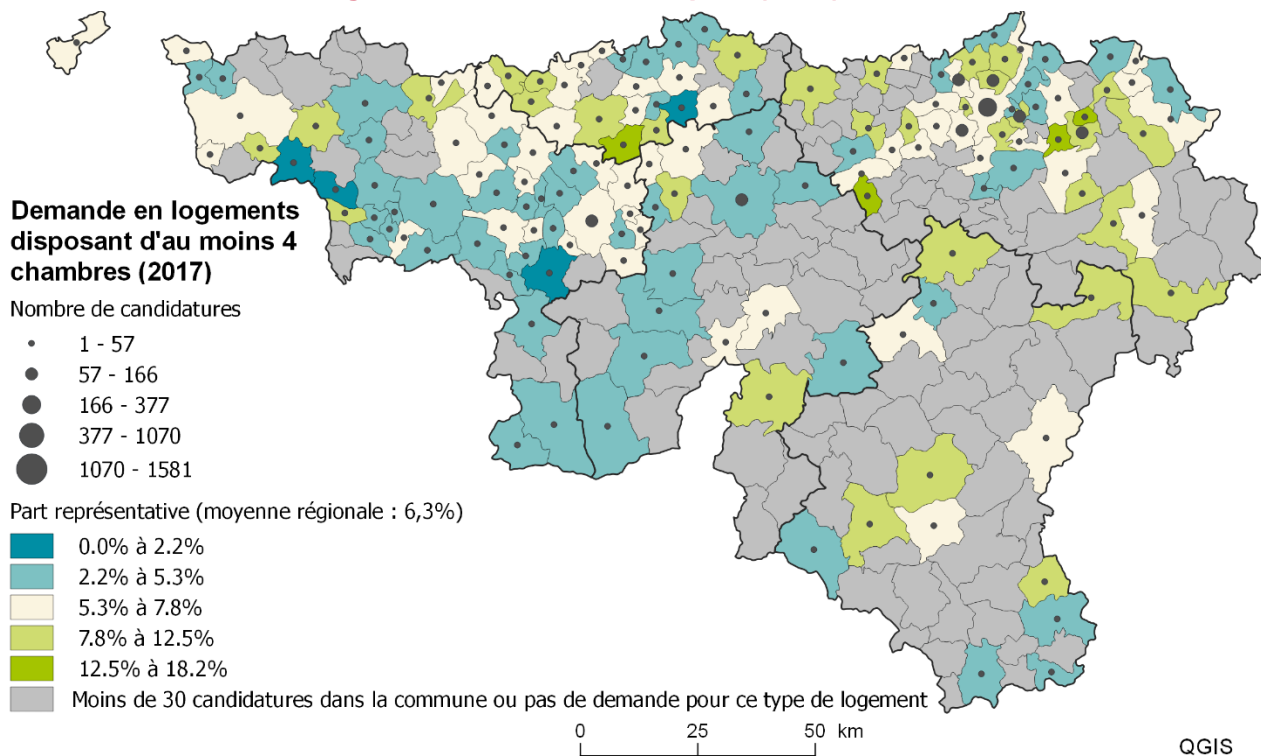 Demande en logements
disposant d'au moins 4
chambres (2017)
Nombre de candidatures
1 - 57
57 - 166
166 - 377
377 - 1070
1070 - 1581
Part représentative (moyenne régionale : 6,3%)
0.0% à 2.2%
2.2% à 5.3%
5.3% à 7.8%
7.8% à 12.5%
12.5% à 18.2%
Moins de 30 candidatures dans la commune ou pas de demande pour ce type de logement
0 25 50 km
QGIS